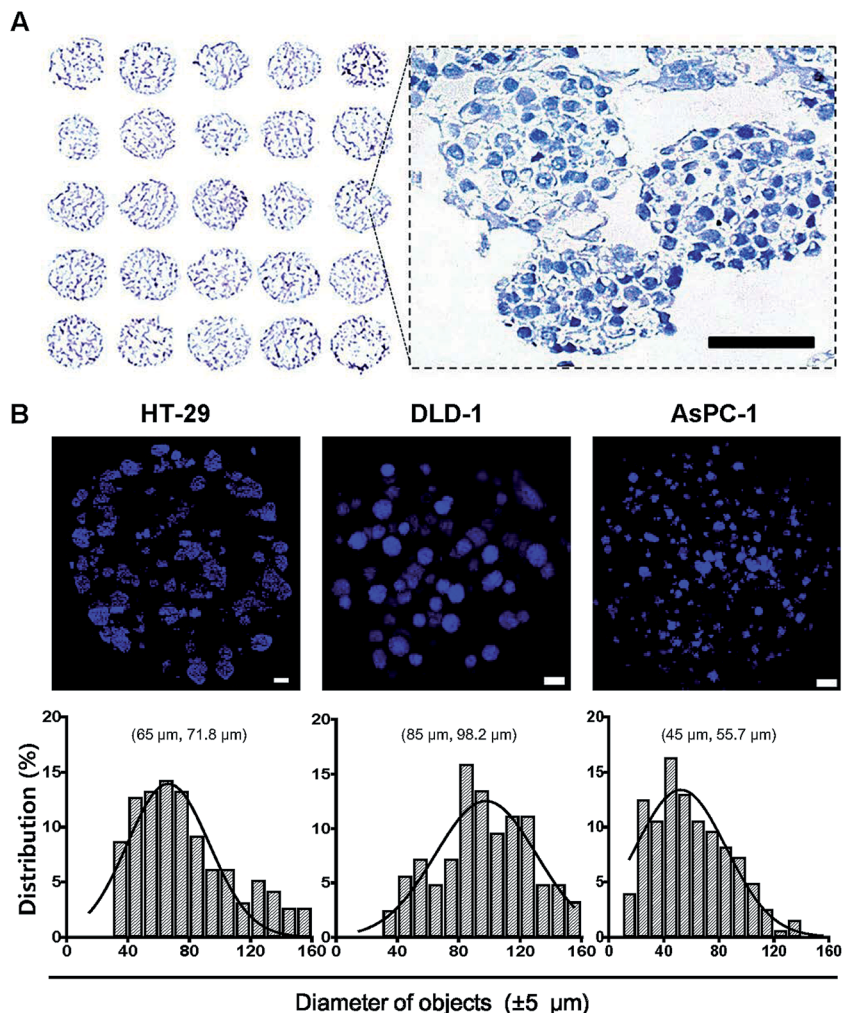 A
B
HT-29 DLD-1 AsPC-1
(65 µm, 71.8 µm) (85 µm, 98.2 µm) (45 µm, 55.7 µm)
Distribution (%)
20 20 20
15 15 15
10 10 10
5 5 5
0 0 0
0 40 80 120 160 0 40 80 120 160 0 40 80 120 160
Diameter of objects (±5 µm)